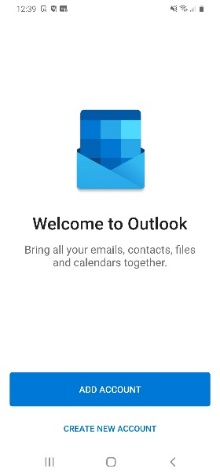 12:39
Welcome to Outlook
Bring all your emails, contacts, files
and calendars together.
ADD ACCOUNT
CREATE NEW ACCOUNT